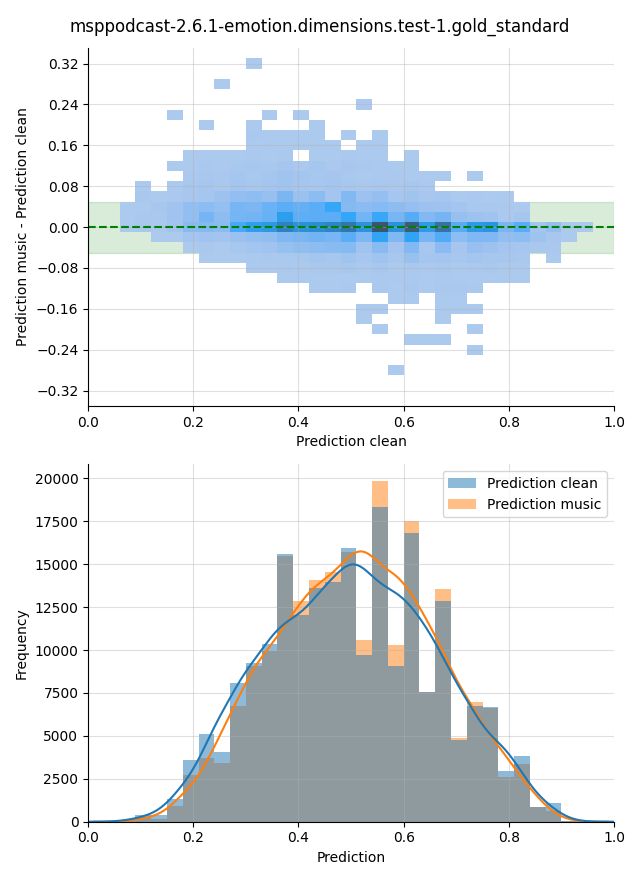 msppodcast-2.6.1-emotion.dimensions.test-1.gold_standard
Prediction music - Prediction clean
0.32
0.24
0.16
0.08
0.00
−0.08
−0.16
−0.24
−0.32
0.0 0.2 0.4 0.6 0.8 1.0
Prediction clean
Frequency
20000
17500
15000
12500
10000
7500
5000
2500
0
Prediction clean
Prediction music
0.0 0.2 0.4 0.6 0.8 1.0
Prediction